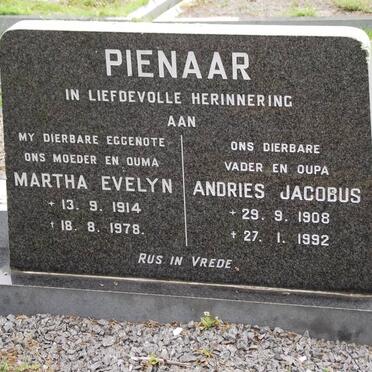 PIENAAR
IN LIEFDEVOLLE HERINNERING
AAN
MY DIERBARE EGGENOTE
ONS MOEDER EN OUMA
MARTHA EVELYN
* 13. 9. 1914
† 18. 8. 1978.
ONS DIERBARE
VADER EN OUPA
ANDRIES JACOBUS
* 29. 9. 1908
† 27. 1. 1992
RUS IN VREDE